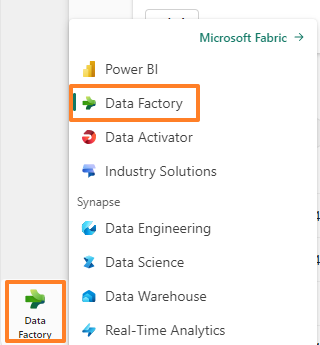 Microsoft Fabric →
Power BI
Data Factory
Data Activator
Industry Solutions
Synapse
Data Engineering
Data Science
Data Warehouse
Real-Time Analytics
Data
Factory